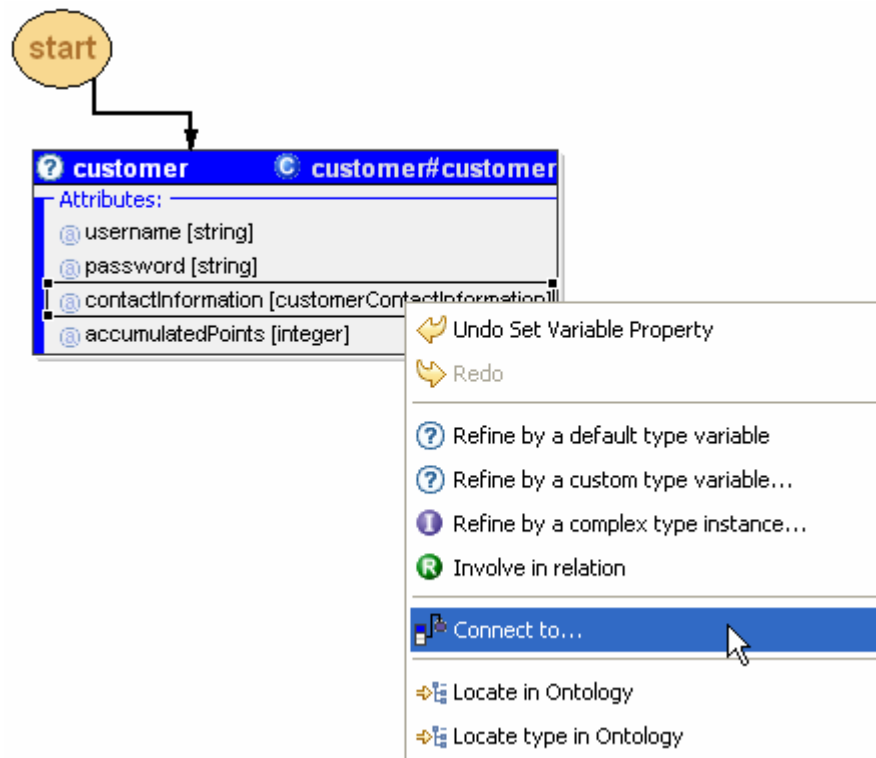 start
customer customer#customer
Attributes:
username [string]
password [string]
contactInformation [customerContactInformation]
accumulatedPoints [integer]
Undo Set Variable Property
Redo
Refine by a default type variable
Refine by a custom type variable...
Refine by a complex type instance...
Involve in relation
Connect to...
Locate in Ontology
Locate type in Ontology